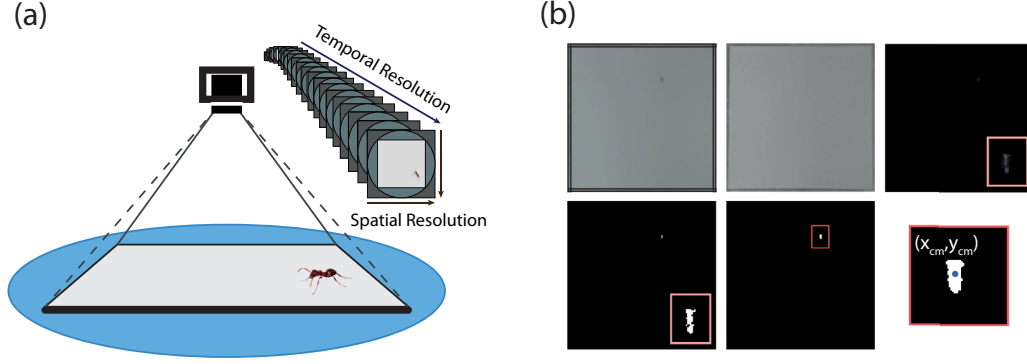 (a)
Temporal Resolution
Spatial Resolution
(b)
(x_cm,y_cm)